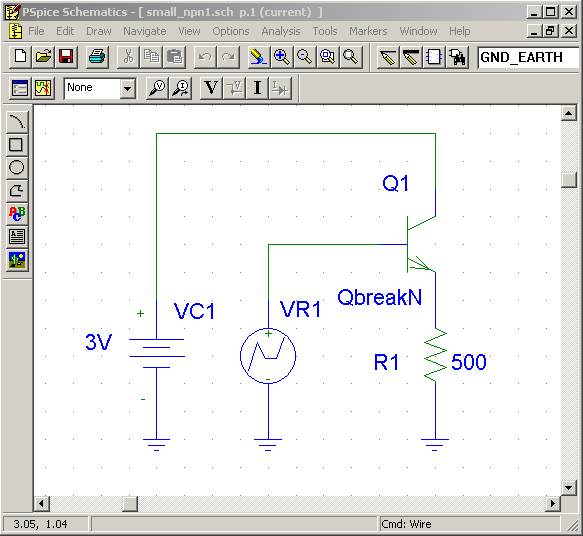 PSpice Schematics - [ small_npn1.sch p.1 (current) ]
File Edit Draw Navigate View Options Analysis Tools Markers Window Help
GND_EARTH
None
V V I
Q1
+ VC1 VR1 QbreakN
3V
+
R1 500
-
-
ABC
3.05, 1.04 Cmd: Wire